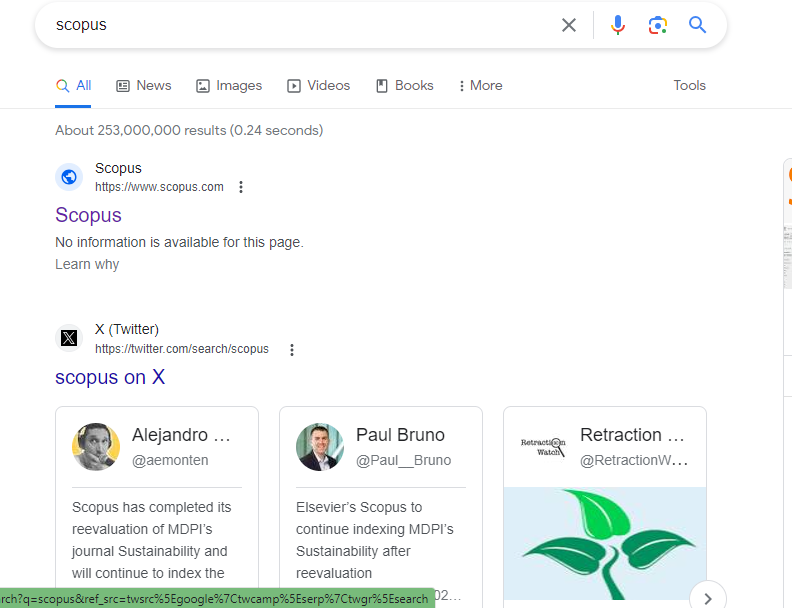 scopus
All News Images Videos Books More Tools
About 253,000,000 results (0.24 seconds)
Scopus
https://www.scopus.com
Scopus
No information is available for this page.
Learn why
X (Twitter)
https://twitter.com/search/scopus
scopus on X
Alejandro ...
@aemonten
Scopus has completed its
reevaluation of MDPI's
journal Sustainability and
will continue to index the
Paul Bruno
@Paul__Bruno
Elsevier's Scopus to
continue indexing MDPI's
Sustainability after
reevaluation
02...
Retraction Watch
Retraction ...
@RetractionW...
rch?q=scopus&ref_src=twsrc%5Egoogle%7Ctwcamp%5Eserp%7Ctwgr%5Esearch